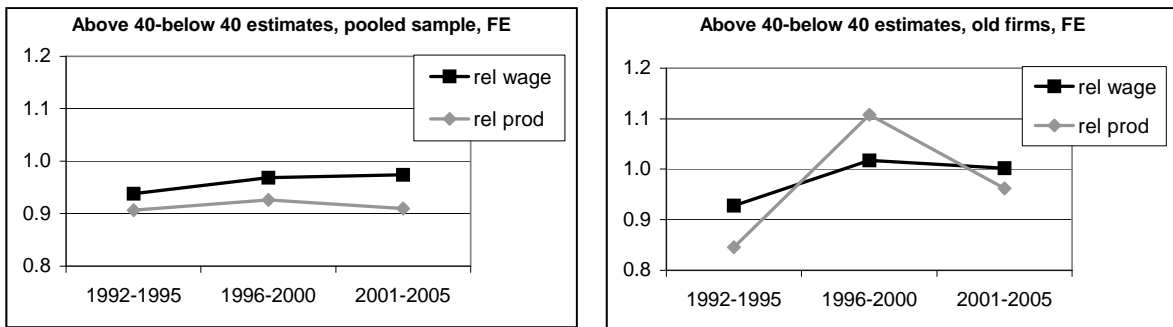 Above 40-below 40 estimates, pooled sample, FE
1.2
1.1
1.0
0.9
0.8
1992-1995 1996-2000 2001-2005
rel wage
rel prod
Above 40-below 40 estimates, old firms, FE
1.2
1.1
1.0
0.9
0.8
1992-1995 1996-2000 2001-2005
rel wage
rel prod